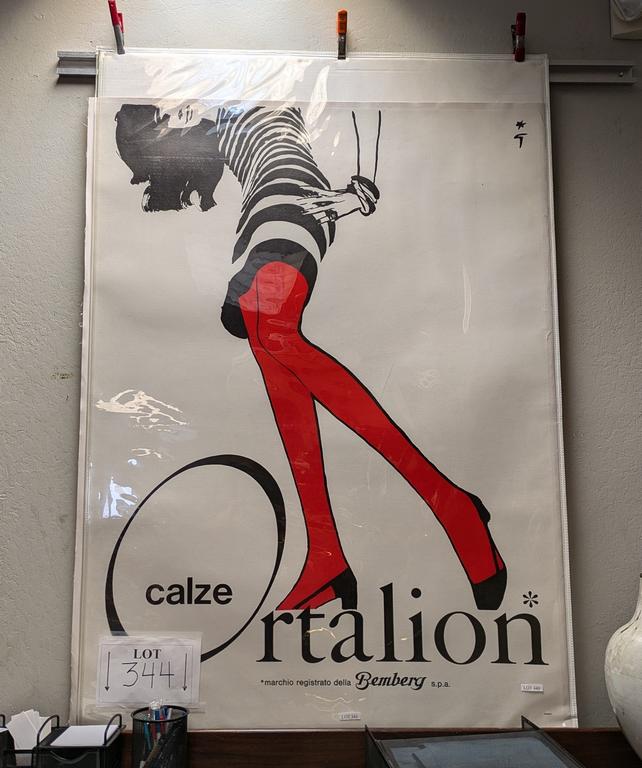 calze
Ortalion*
*marchio registrato della Bemberg s.p.a.
LOT
344